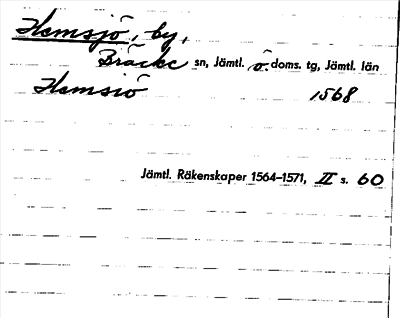 Hemsjö, by,
Bräcke sn, Jämtl. ö. doms. tg, Jämtl. län
Hemsiö 1568
Jämtl. Räkenskaper 1564–1571, II s. 60